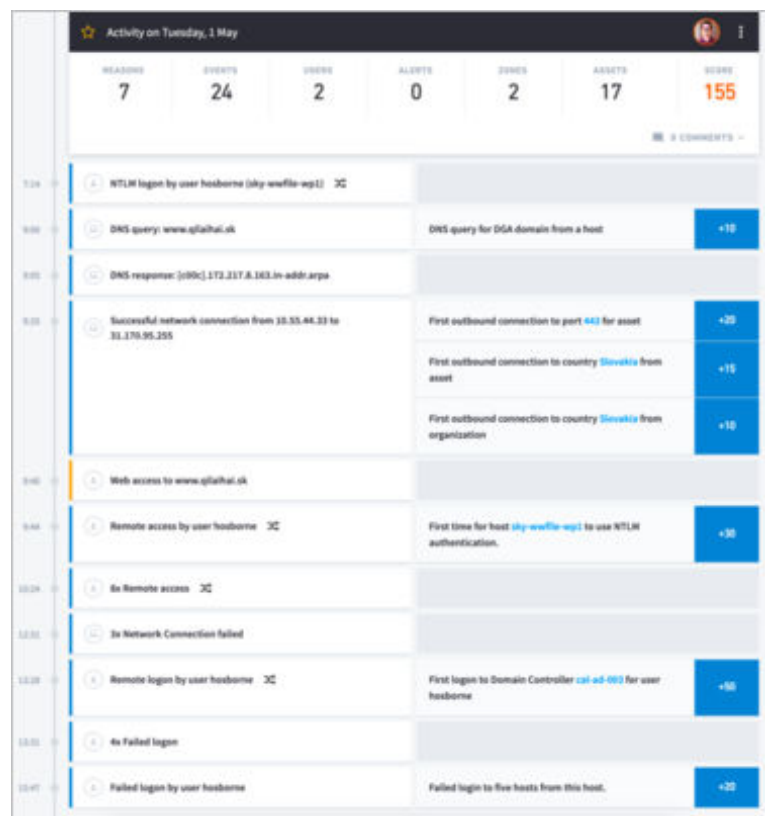 Activity on Tuesday, 1 May
REASONS
EVENTS
USERS
ALERTS
ZONES
ASSETS
SCORE
7
24
2
0
2
17
155
0 COMMENTS
7:14
NTLM logon by user hosborne (sky-wwfile-wp1)
DNS query: www.qilaihai.sk
DNS query for DGA domain from a host
+10
DNS response: [c00c].172.217.8.163.in-addr.arpa
Successful network connection from 10.55.44.33 to
31.170.95.255
First outbound connection to port 443 for asset
+20
First outbound connection to country Slovakia from
asset
+15
First outbound connection to country Slovakia from
organization
+10
Web access to www.qilaihai.sk
Remote access by user hosborne
First time for host sky-wwfile-wp1 to use NTLM
authentication.
+30
6x Remote access
3x Network Connection failed
Remote logon by user hosborne
First logon to Domain Controller cal-ad-003 for user
hosborne
+50
4x Failed logon
Failed logon by user hosborne
Failed login to five hosts from this host.
+20